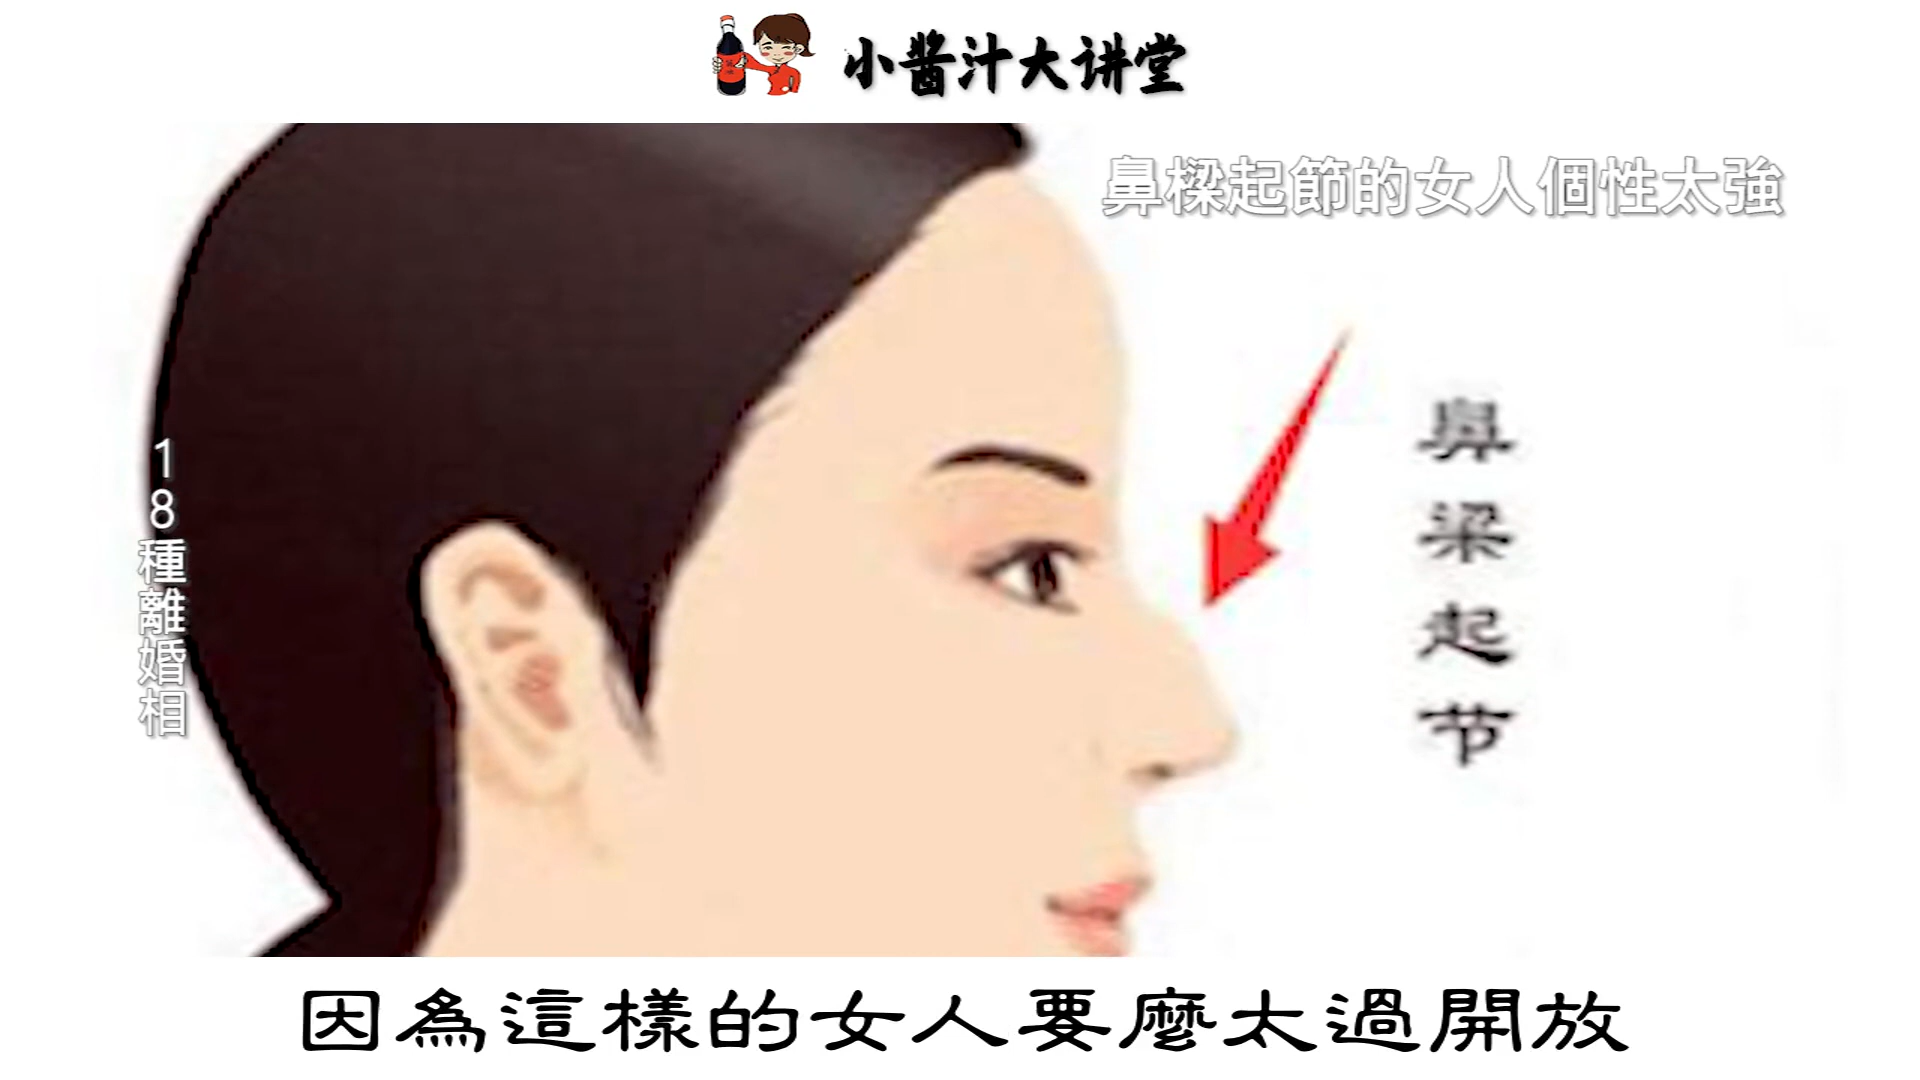 小酱汁大讲堂
鼻樑起節的女人個性太強
鼻梁起节
18種離婚相
因為這樣的女人要麼太過開放